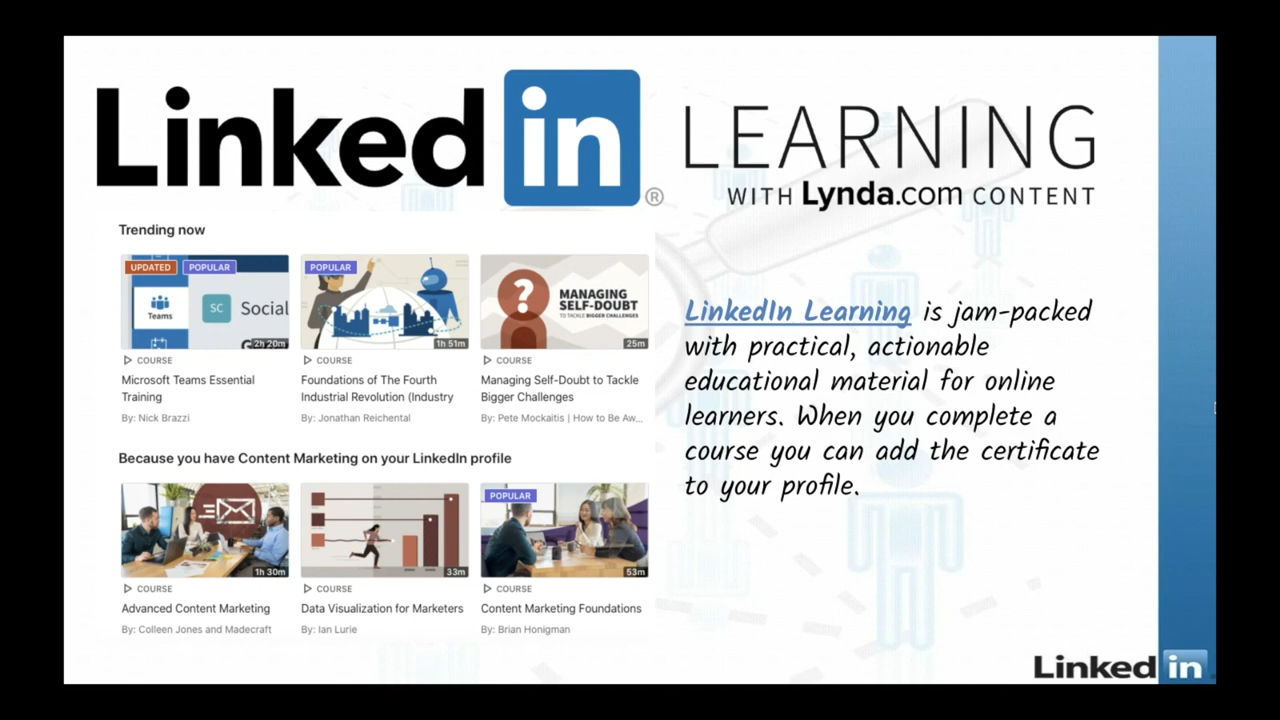 Linked in ®
LEARNING
WITH Lynda.com CONTENT
Trending now
UPDATED POPULAR
Teams
SC Social
2h 20m
POPULAR
1h 51m
?
MANAGING
SELF-DOUBT
TO TACKLE BIGGER CHALLENGES
25m
COURSE
COURSE
COURSE
Microsoft Teams Essential
Training
Foundations of The Fourth
Industrial Revolution (Industry
Managing Self-Doubt to Tackle
Bigger Challenges
By: Nick Brazzi
By: Jonathan Reichental
By: Pete Mockaitis | How to Be Aw...
LinkedIn Learning is jam-packed
with practical, actionable
educational material for online
learners. When you complete a
course you can add the certificate
to your profile.
Because you have Content Marketing on your LinkedIn profile
1h 30m
33m
POPULAR
53m
COURSE
COURSE
COURSE
Advanced Content Marketing
Data Visualization for Marketers
Content Marketing Foundations
By: Colleen Jones and Madecraft
By: Ian Lurie
By: Brian Honigman
Linked in